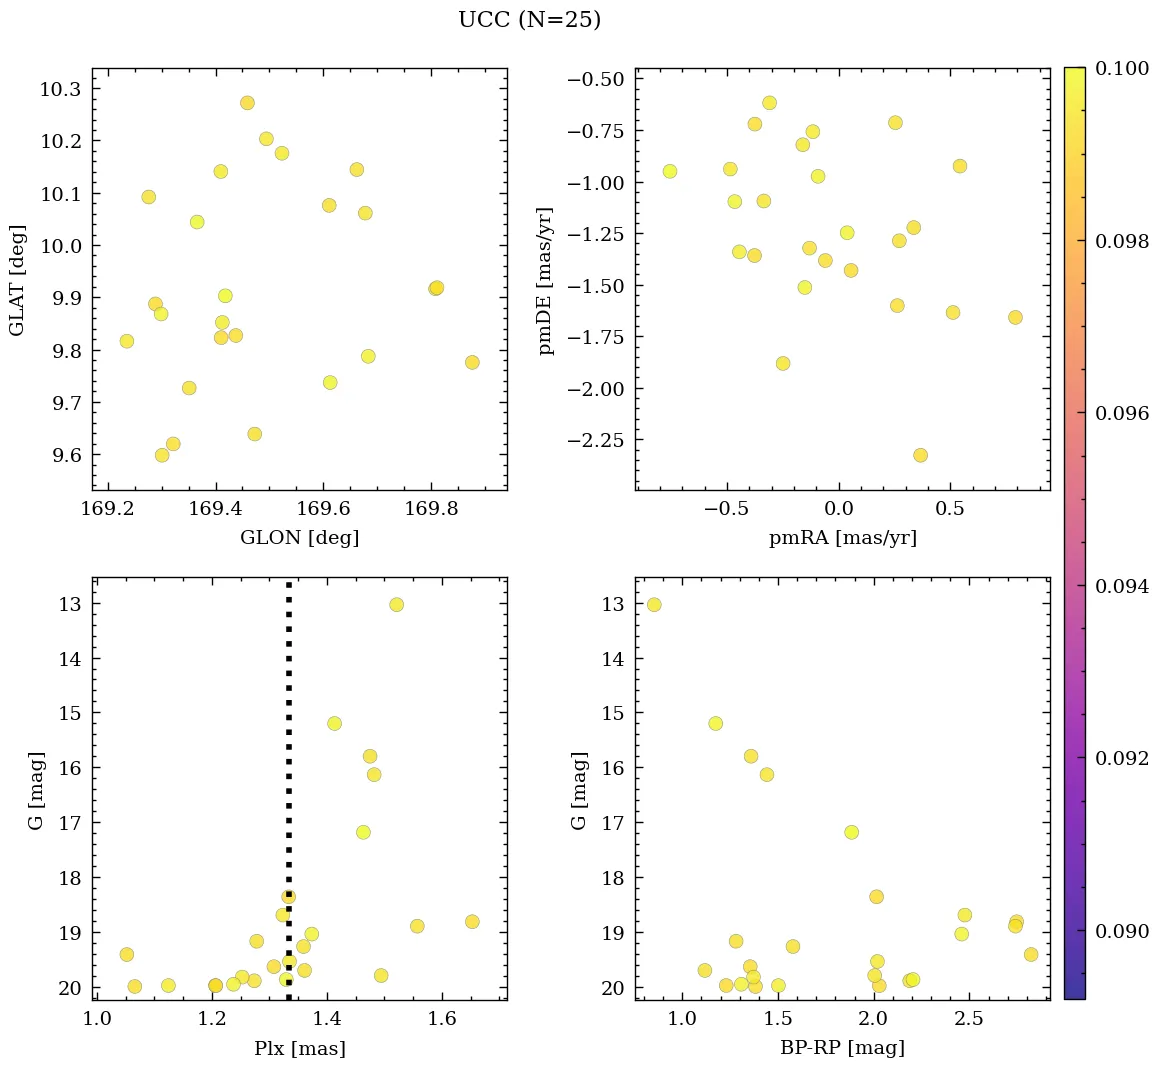 UCC (N=25)
10.3
10.2
10.1
10.0
9.9
9.8
9.7
9.6
GLAT [deg]
169.2 169.4 169.6 169.8
GLON [deg]
−0.50
−0.75
−1.00
−1.25
−1.50
−1.75
−2.00
−2.25
pmDE [mas/yr]
−0.5 0.0 0.5
pmRA [mas/yr]
0.100
0.098
0.096
0.094
0.092
0.090
13
14
15
16
17
18
19
20
G [mag]
1.0 1.2 1.4 1.6
Plx [mas]
13
14
15
16
17
18
19
20
G [mag]
1.0 1.5 2.0 2.5
BP-RP [mag]